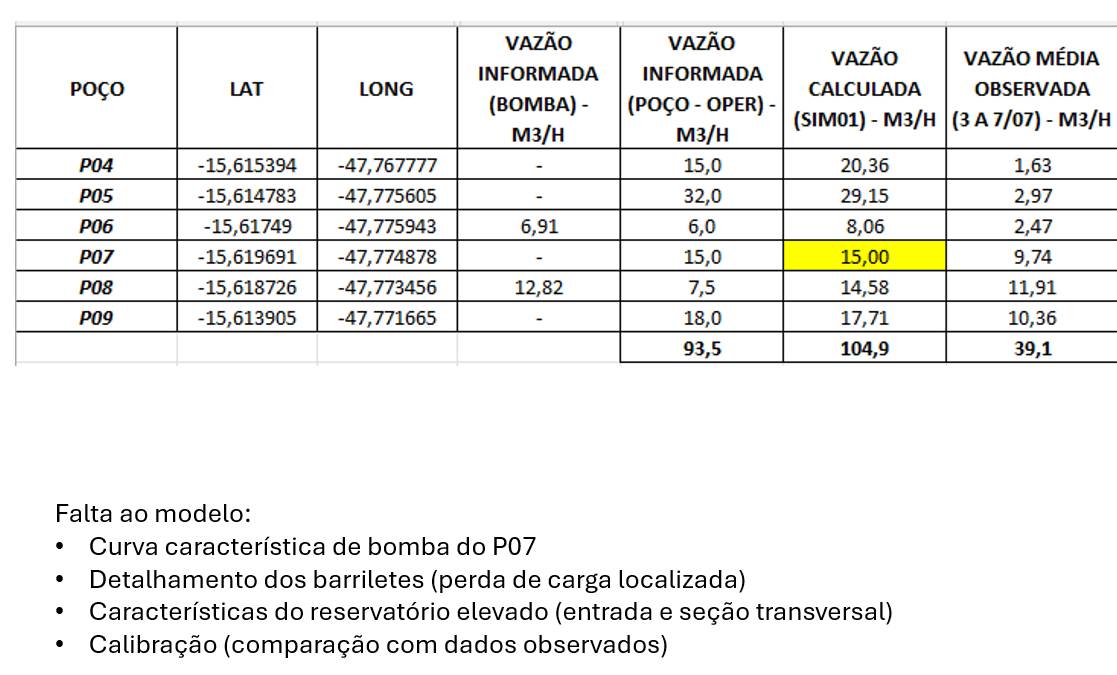 POÇO LAT LONG VAZÃO INFORMADA (BOMBA) - M3/H VAZÃO INFORMADA (POÇO - OPER) - M3/H VAZÃO CALCULADA (SIM01) - M3/H VAZÃO MÉDIA OBSERVADA (3 A 7/07) - M3/H
P04 -15,615394 -47,767777 - 15,0 20,36 1,63
P05 -15,614783 -47,775605 - 32,0 29,15 2,97
P06 -15,61749 -47,775943 6,91 6,0 8,06 2,47
P07 -15,619691 -47,774878 - 15,0 15,00 9,74
P08 -15,618726 -47,773456 12,82 7,5 14,58 11,91
P09 -15,613905 -47,771665 - 18,0 17,71 10,36
93,5 104,9 39,1
Falta ao modelo:
• Curva característica de bomba do P07
• Detalhamento dos barriletes (perda de carga localizada)
• Características do reservatório elevado (entrada e seção transversal)
• Calibração (comparação com dados observados)